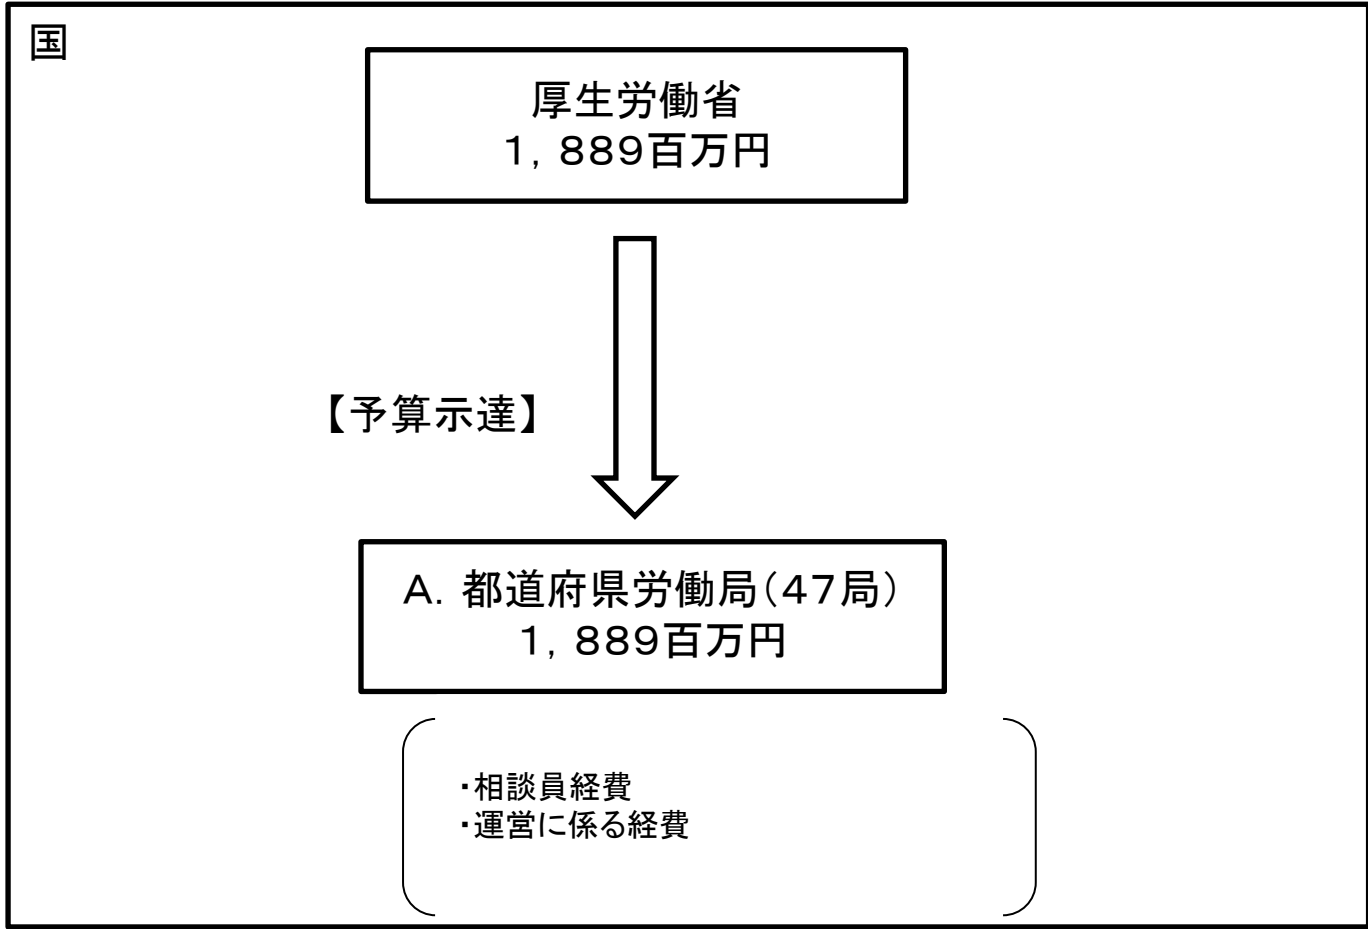 国
厚生労働省
１，８８９百万円
【予算示達】
Ａ．都道府県労働局（４７局）
１，８８９百万円
・相談員経費
・運営に係る経費